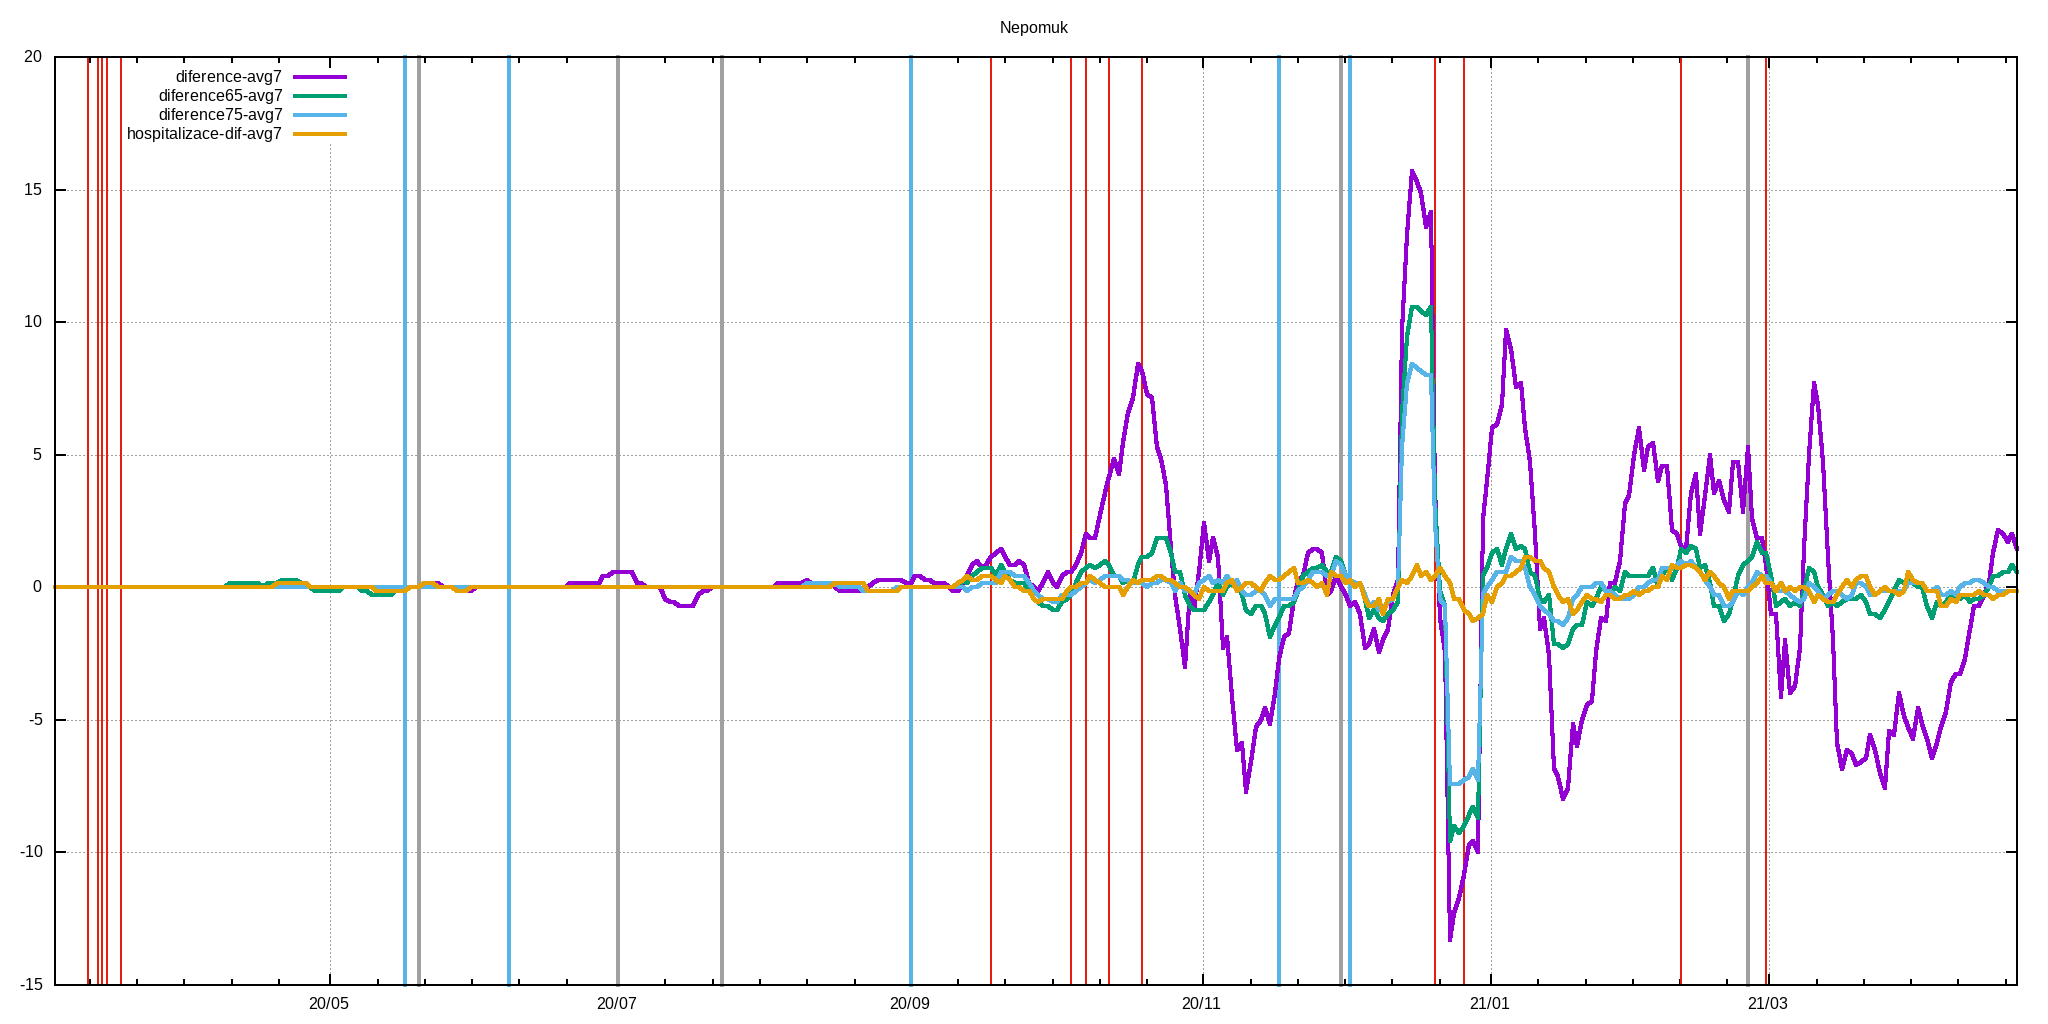 Nepomuk
20
15
10
5
0
-5
-10
-15
diference-avg7
diference65-avg7
diference75-avg7
hospitalizace-dif-avg7
20/05
20/07
20/09
20/11
21/01
21/03